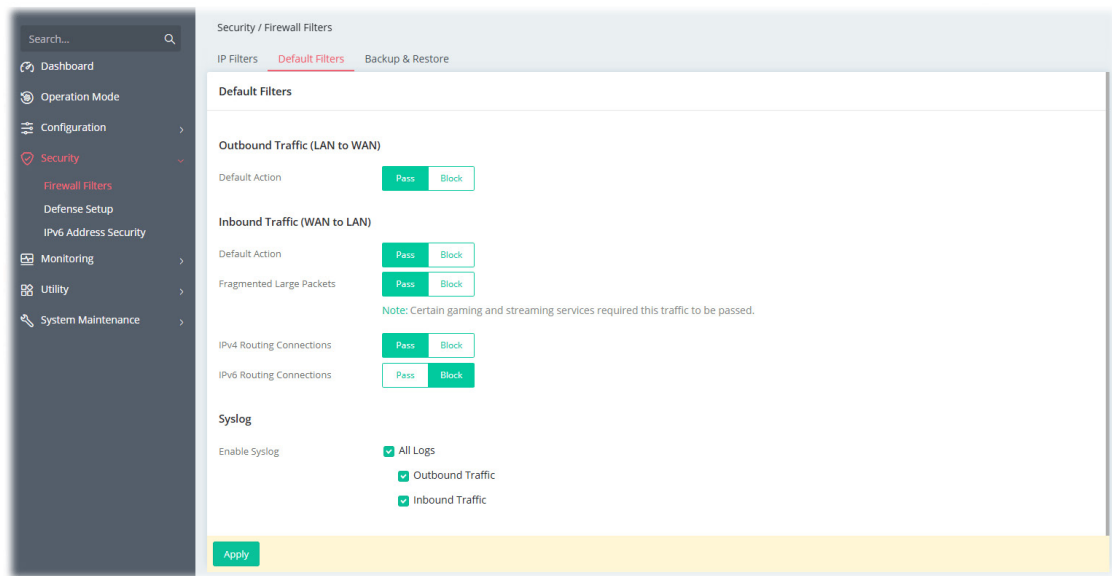 Search...
Dashboard
Operation Mode
Configuration
Security
Firewall Filters
Defense Setup
IPv6 Address Security
Monitoring
Utility
System Maintenance
Security / Firewall Filters
IP Filters Default Filters Backup & Restore
Default Filters
Outbound Traffic (LAN to WAN)
Default Action Pass Block
Inbound Traffic (WAN to LAN)
Default Action Pass Block
Fragmented Large Packets Pass Block
Note: Certain gaming and streaming services required this traffic to be passed.
IPv4 Routing Connections Pass Block
IPv6 Routing Connections Pass Block
Syslog
Enable Syslog All Logs
Outbound Traffic
Inbound Traffic
Apply